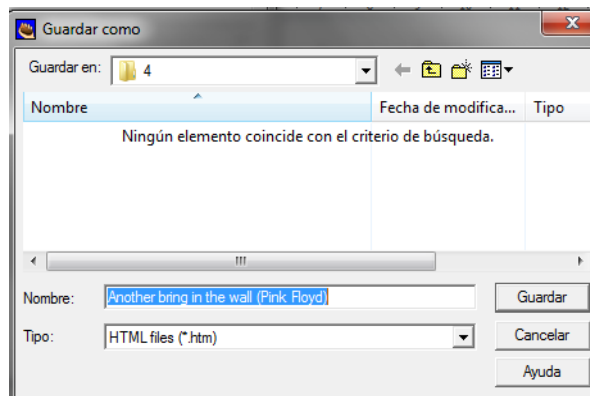 Guardar como
Guardar en: 4
Nombre Fecha de modifica... Tipo
Ningún elemento coincide con el criterio de búsqueda.
Nombre: Another bring in the wall (Pink Floyd) Guardar
Tipo: HTML files (*.htm) Cancelar
Ayuda